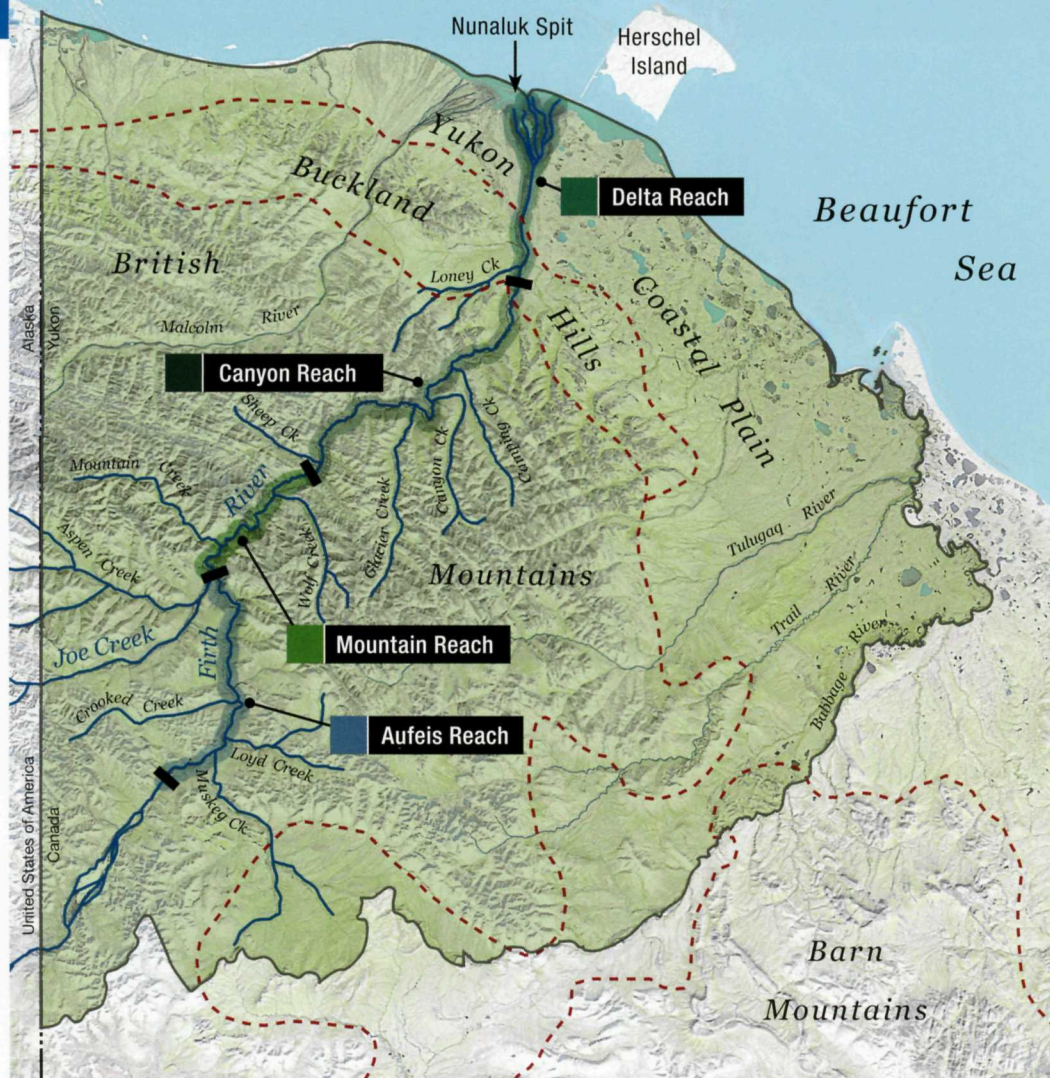 Nunaluk Spit
Herschel
Island
Yukon
Buckland
Delta Reach
Beaufort
Sea
British
Loney Ck
Coastal
Hills
Alaska
Yukon
Malcolm River
Canyon Reach
Plain
Sheep Ck
Canyon Ck
Camping Ck
Mountain Creek
River
Glacier Creek
Wolf Creek
Tulugaq River
Aspen Creek
Mountains
Trail River
Joe Creek
Firth
Mountain Reach
Babbage River
Crooked Creek
Aufeis Reach
Loyd Creek
Muskeg Ck.
United States of America
Canada
Barn
Mountains